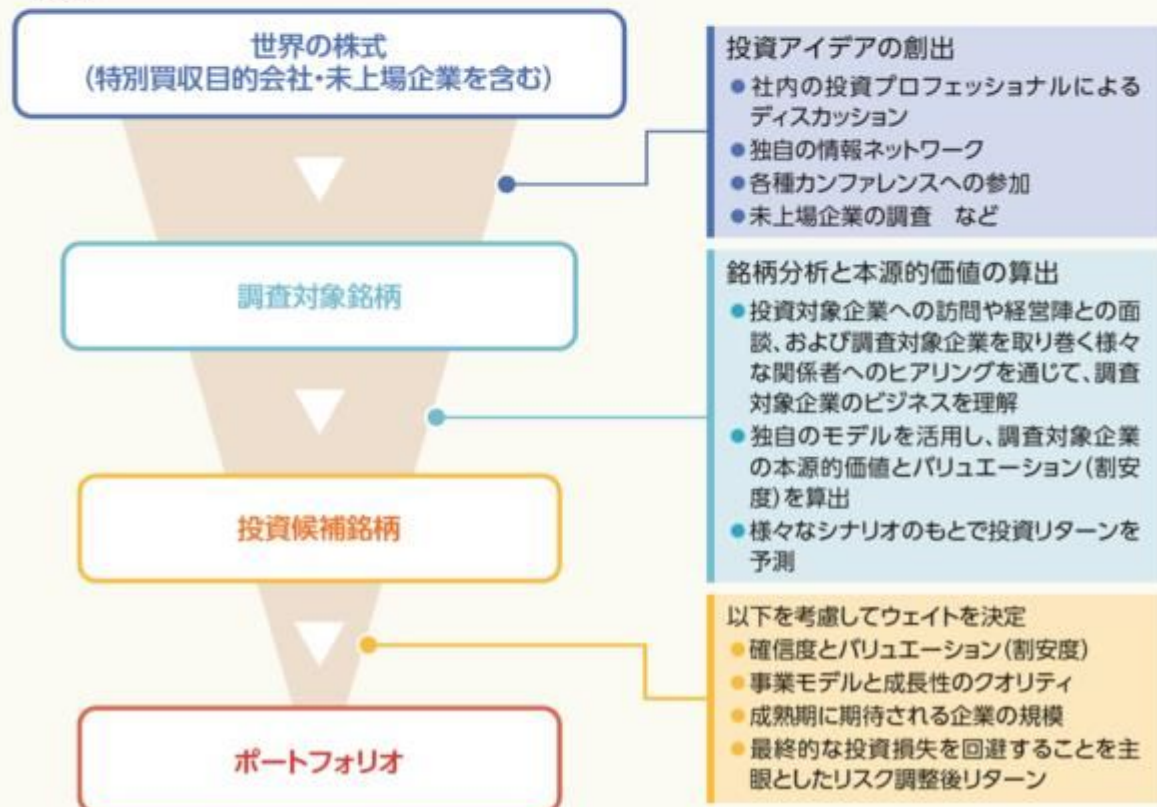 世界の株式
(特別買収目的会社・未上場企業を含む)
投資アイデアの創出
●社内の投資プロフェッショナルによる
ディスカッション
●独自の情報ネットワーク
●各種カンファレンスへの参加
●未上場企業の調査　など
調査対象銘柄
銘柄分析と本源的価値の算出
●投資対象企業への訪問や経営陣との面
談、および調査対象企業を取り巻く様々
な関係者へのヒアリングを通じて、調査
対象企業のビジネスを理解
●独自のモデルを活用し、調査対象企業
の本源的価値とバリュエーション(割安
度)を算出
●様々なシナリオのもとで投資リターンを
予測
投資候補銘柄
以下を考慮してウェイトを決定
●確信度とバリュエーション(割安度)
●事業モデルと成長性のクオリティ
●成熟期に期待される企業の規模
●最終的な投資損失を回避することを主
眼としたリスク調整後リターン
ポートフォリオ